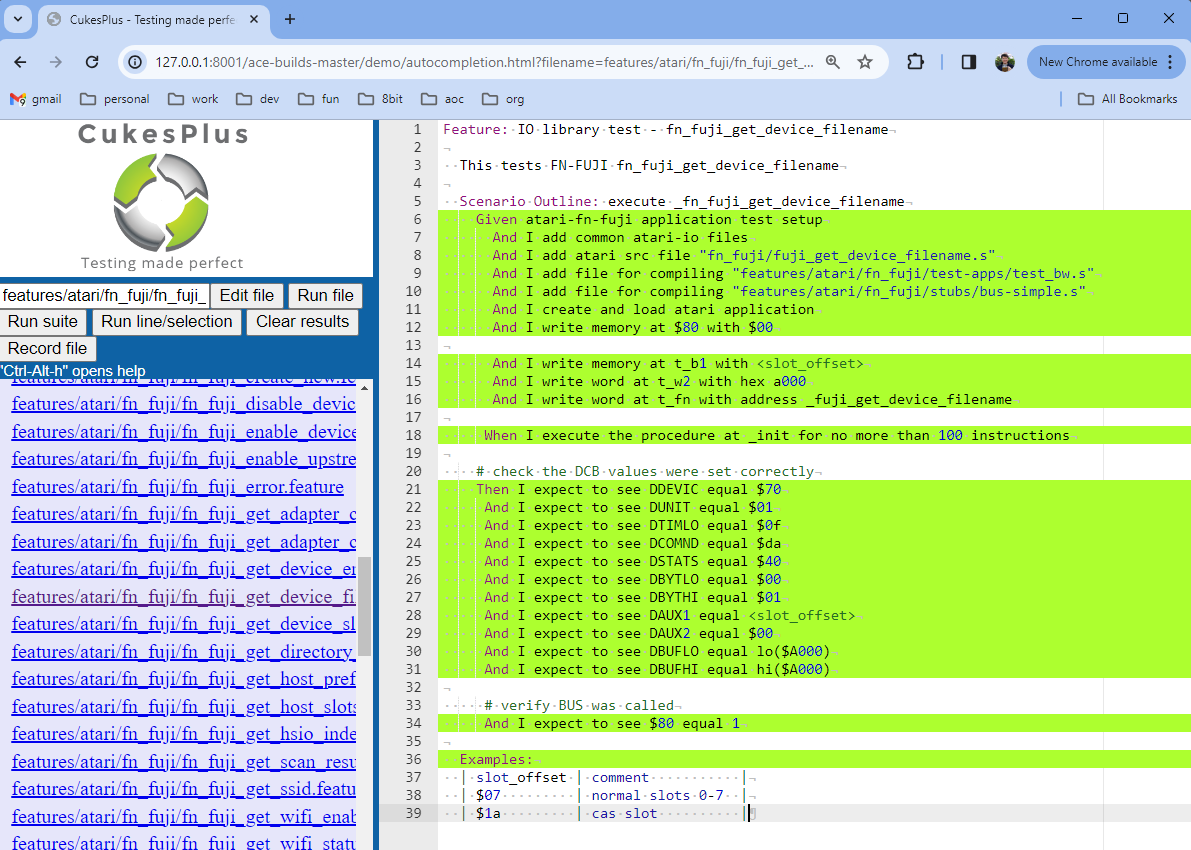 CukesPlus - Testing made perfe
127.0.0.1:8001/ace-builds-master/demo/autocompletion.html?filename=features/atari/fn_fuji/fn_fuji_get_...
New Chrome available
gmail personal work dev fun 8bit aoc org All Bookmarks
CukesPlus
Testing made perfect
features/atari/fn_fuji/fn_fuji_ Edit file Run file
Run suite Run line/selection Clear results
Record file
"Ctrl-Alt-h" opens help
features/atari/fn_fuji/fn_fuji_create_new.fe
features/atari/fn_fuji/fn_fuji_disable_devic
features/atari/fn_fuji/fn_fuji_enable_device
features/atari/fn_fuji/fn_fuji_enable_upstre
features/atari/fn_fuji/fn_fuji_error.feature
features/atari/fn_fuji/fn_fuji_get_adapter_c
features/atari/fn_fuji/fn_fuji_get_adapter_c
features/atari/fn_fuji/fn_fuji_get_device_er
features/atari/fn_fuji/fn_fuji_get_device_fi
features/atari/fn_fuji/fn_fuji_get_device_sl
features/atari/fn_fuji/fn_fuji_get_directory_
features/atari/fn_fuji/fn_fuji_get_host_pref
features/atari/fn_fuji/fn_fuji_get_host_slots
features/atari/fn_fuji/fn_fuji_get_hsio_inde
features/atari/fn_fuji/fn_fuji_get_scan_resu
features/atari/fn_fuji/fn_fuji_get_ssid.featu
features/atari/fn_fuji/fn_fuji_get_wifi_enab
features/atari/fn_fuji/fn_fuji_get_wifi_statu
1 Feature: IO library test - fn_fuji_get_device_filename
2
3 This tests FN-FUJI fn_fuji_get_device_filename
4
5 Scenario Outline: execute _fn_fuji_get_device_filename
6 Given atari-fn-fuji application test setup
7 And I add common atari-io files
8 And I add atari src file "fn_fuji/fuji_get_device_filename.s"
9 And I add file for compiling "features/atari/fn_fuji/test-apps/test_bw.s"
10 And I add file for compiling "features/atari/fn_fuji/stubs/bus-simple.s"
11 And I create and load atari application
12 And I write memory at $80 with $00
13
14 And I write memory at t_b1 with <slot_offset>
15 And I write word at t_w2 with hex a000
16 And I write word at t_fn with address _fuji_get_device_filename
17
18 When I execute the procedure at _init for no more than 100 instructions
19
20 # check the DCB values were set correctly
21 Then I expect to see DDEVIC equal $70
22 And I expect to see DUNIT equal $01
23 And I expect to see DTIMLO equal $0f
24 And I expect to see DCOMND equal $da
25 And I expect to see DSTATS equal $40
26 And I expect to see DBYTLO equal $00
27 And I expect to see DBYTHI equal $01
28 And I expect to see DAUX1 equal <slot_offset>
29 And I expect to see DAUX2 equal $00
30 And I expect to see DBUFLO equal lo($A000)
31 And I expect to see DBUFHI equal hi($A000)
32
33 # verify BUS was called
34 And I expect to see $80 equal 1
35
36 Examples:
37 | slot_offset | comment |
38 | $07 | normal slots 0-7 |
39 | $1a | cas slot |